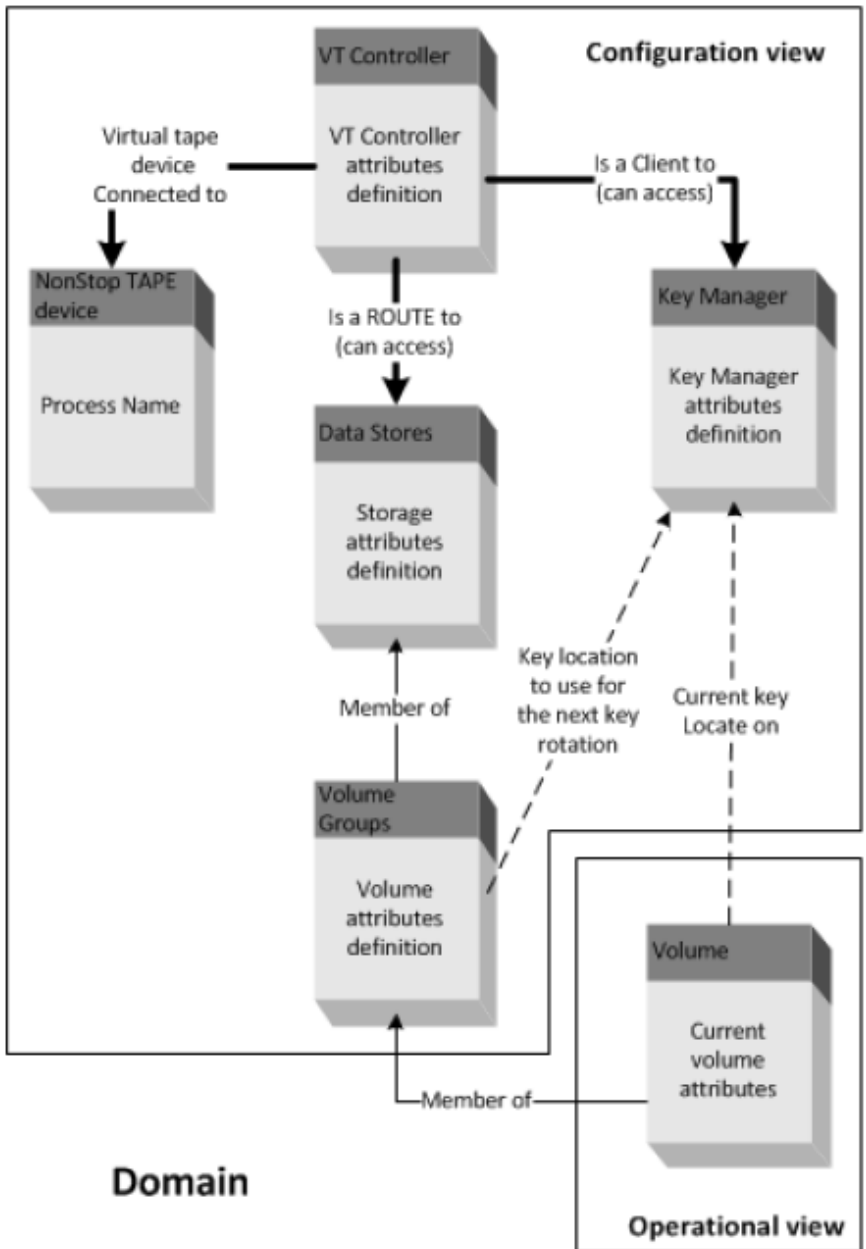 VT Controller
Configuration view
VT Controller
attributes
definition
Virtual tape
device
Connected to
Is a Client to
(can access)
NonStop TAPE
device
Process Name
Is a ROUTE to
(can access)
Key Manager
Key Manager
attributes
definition
Data Stores
Storage
attributes
definition
Member of
Key location
to use for
the next key
rotation
Current key
Locate on
Volume
Groups
Volume
attributes
definition
Volume
Current
volume
attributes
Member of
Domain
Operational view